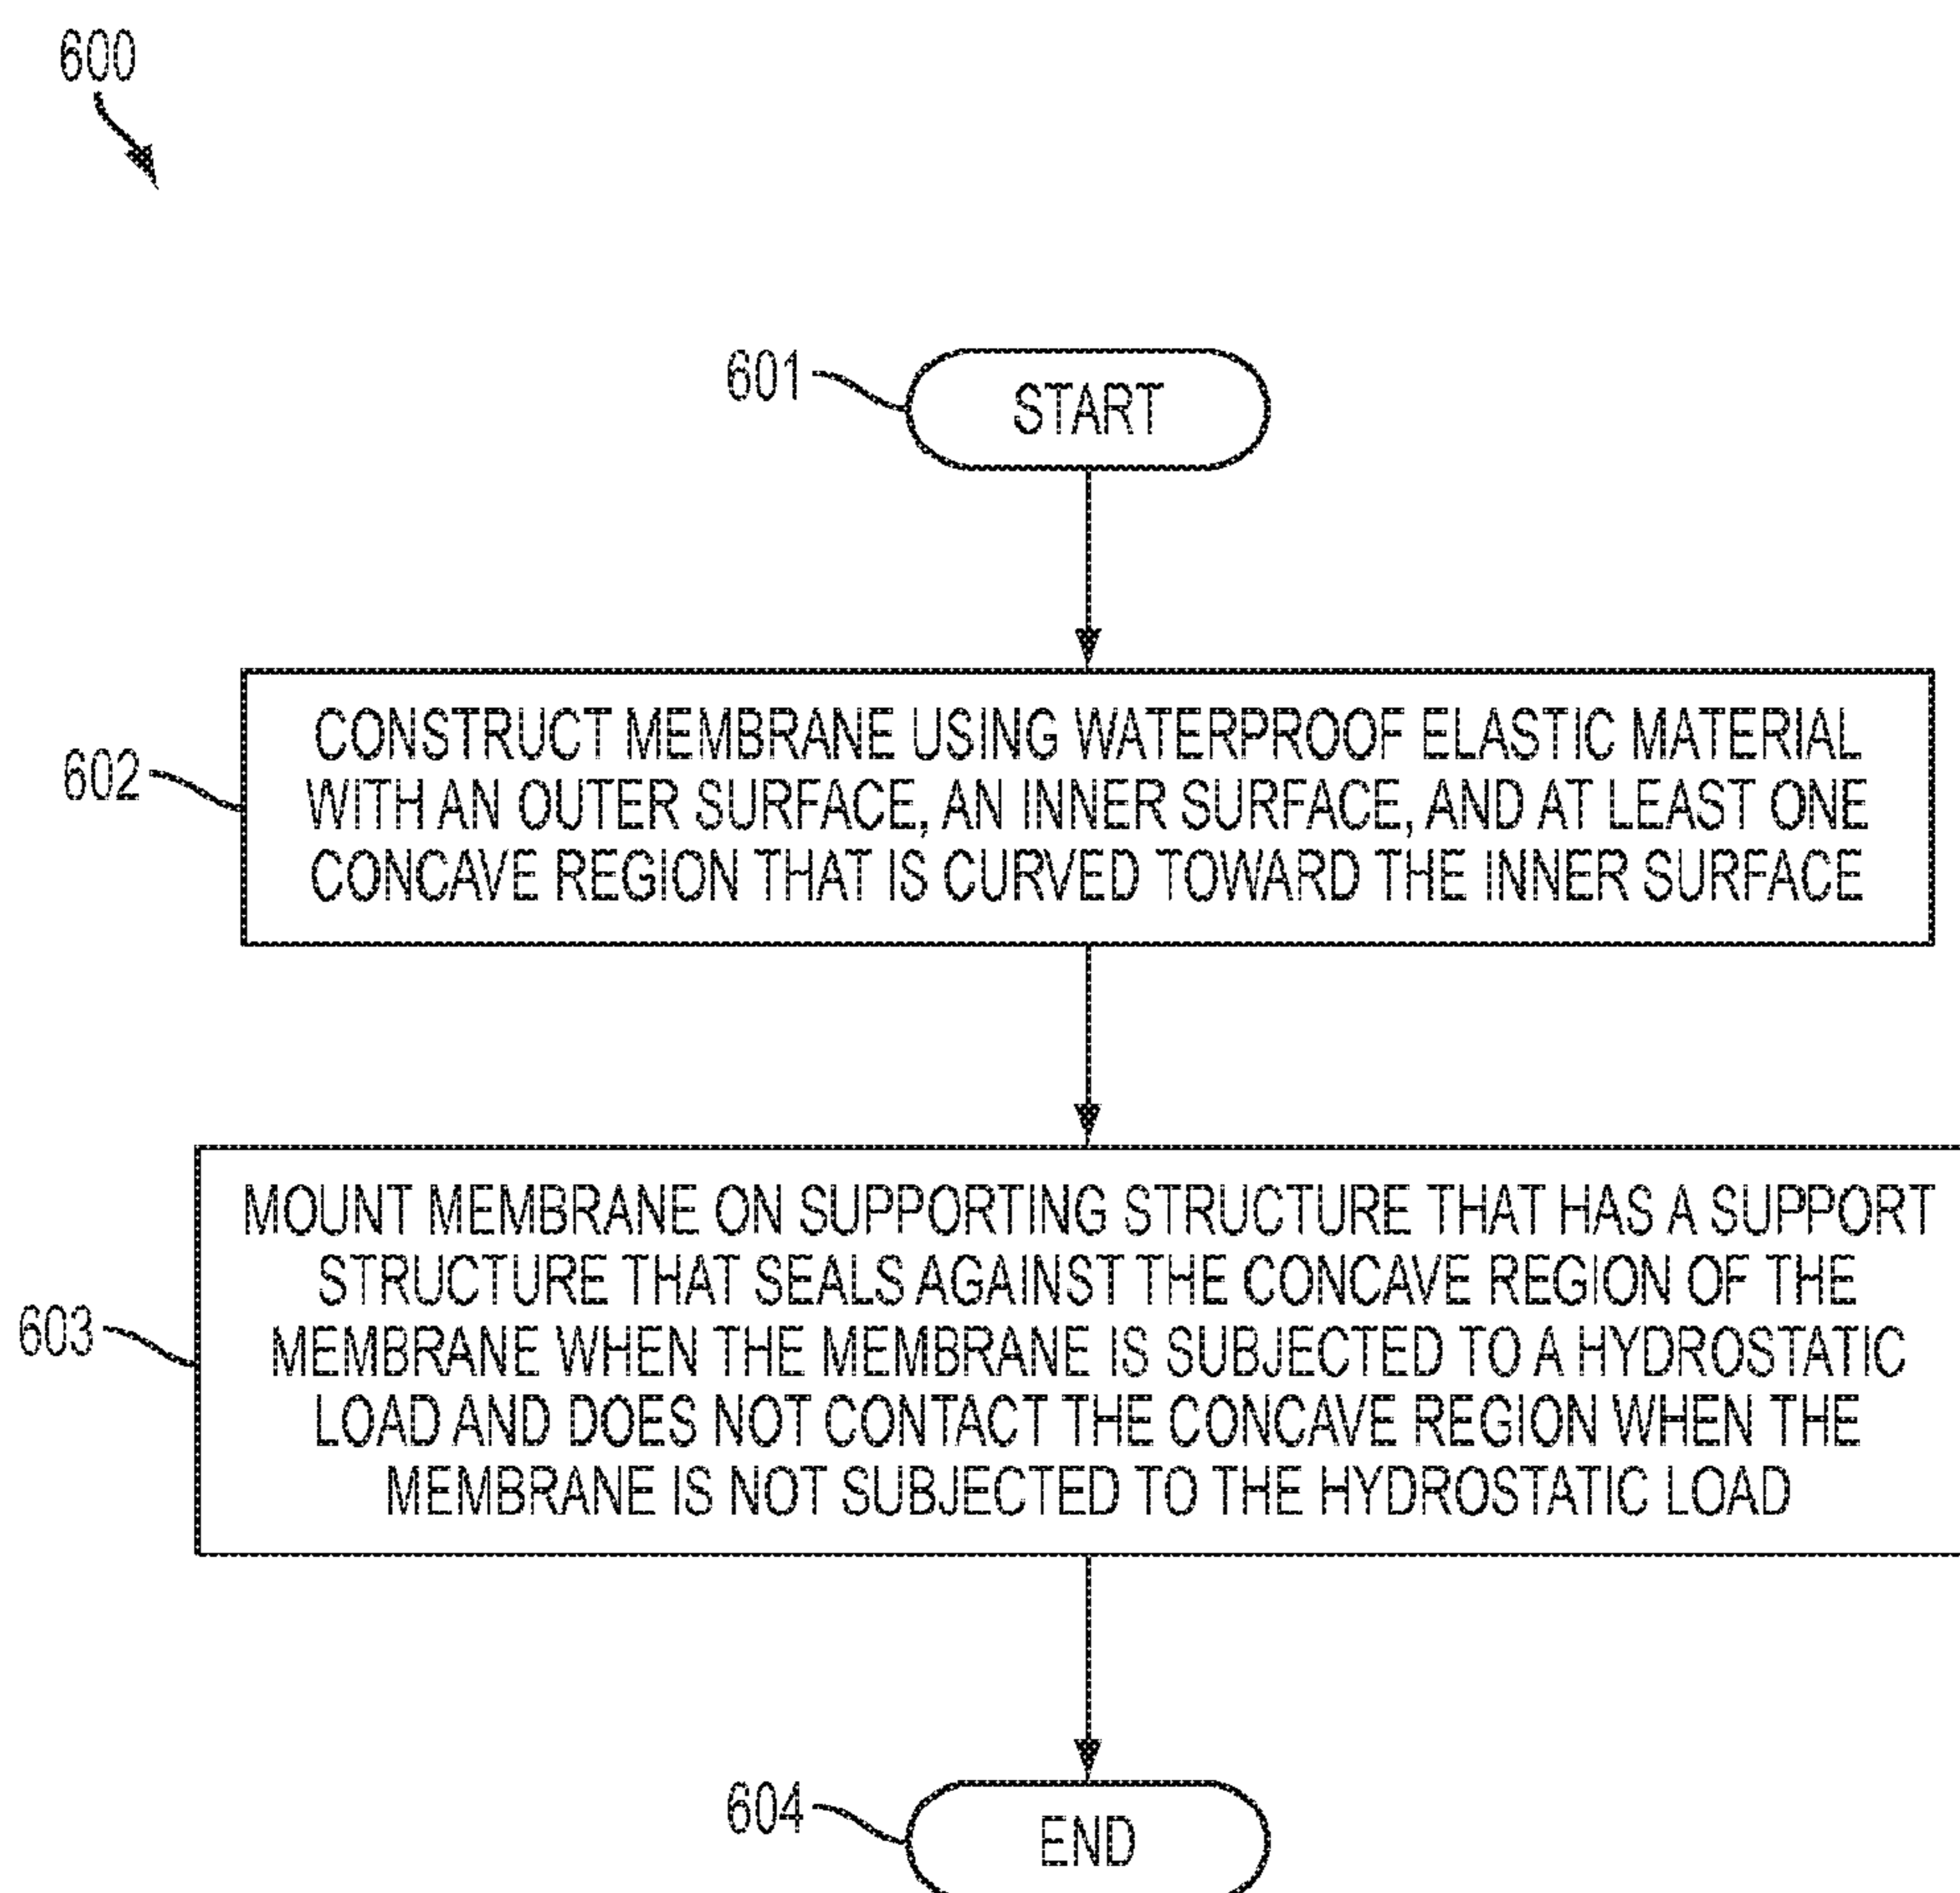 600
601
START
602
CONSTRUCT MEMBRANE USING WATERPROOF ELASTIC MATERIAL
WITH AN OUTER SURFACE, AN INNER SURFACE, AND AT LEAST ONE
CONCAVE REGION THAT IS CURVED TOWARD THE INNER SURFACE
603
MOUNT MEMBRANE ON SUPPORTING STRUCTURE THAT HAS A SUPPORT
STRUCTURE THAT SEALS AGAINST THE CONCAVE REGION OF THE
MEMBRANE WHEN THE MEMBRANE IS SUBJECTED TO A HYDROSTATIC
LOAD AND DOES NOT CONTACT THE CONCAVE REGION WHEN THE
MEMBRANE IS NOT SUBJECTED TO THE HYDROSTATIC LOAD
604
END